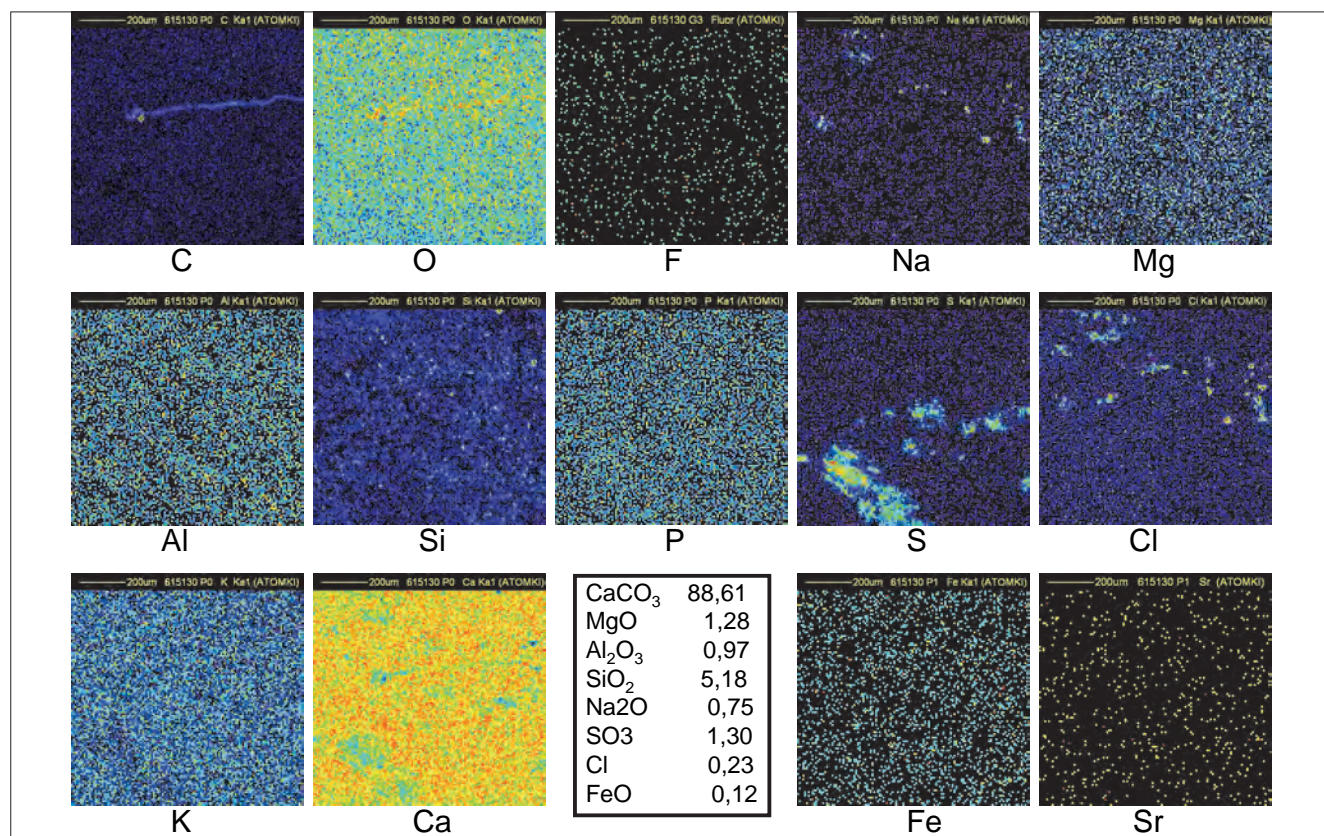 200um 615130 P0 C Ka1 (ATOMKI)
200um 615130 P0 O Ka1 (ATOMKI)
200um 615130 G3 Fluor (ATOMKI)
200um 615130 P0 Na Ka1 (ATOMKI)
200um 615130 P0 Mg Ka1 (ATOMKI)
C
O
F
Na
Mg
200um 615130 P0 Al Ka1 (ATOMKI)
200um 615130 P0 Si Ka1 (ATOMKI)
200um 615130 P0 P Ka1 (ATOMKI)
200um 615130 P0 S Ka1 (ATOMKI)
200um 615130 P0 Cl Ka1 (ATOMKI)
Al
Si
P
S
Cl
200um 615130 P0 K Ka1 (ATOMKI)
200um 615130 P0 Ca Ka1 (ATOMKI)
CaCO₃ 88,61
MgO 1,28
Al₂O₃ 0,97
SiO₂ 5,18
Na2O 0,75
SO3 1,30
Cl 0,23
FeO 0,12
200um 615130 P1 Fe Ka1 (ATOMKI)
200um 615130 P1 Sr (ATOMKI)
K
Ca
Fe
Sr